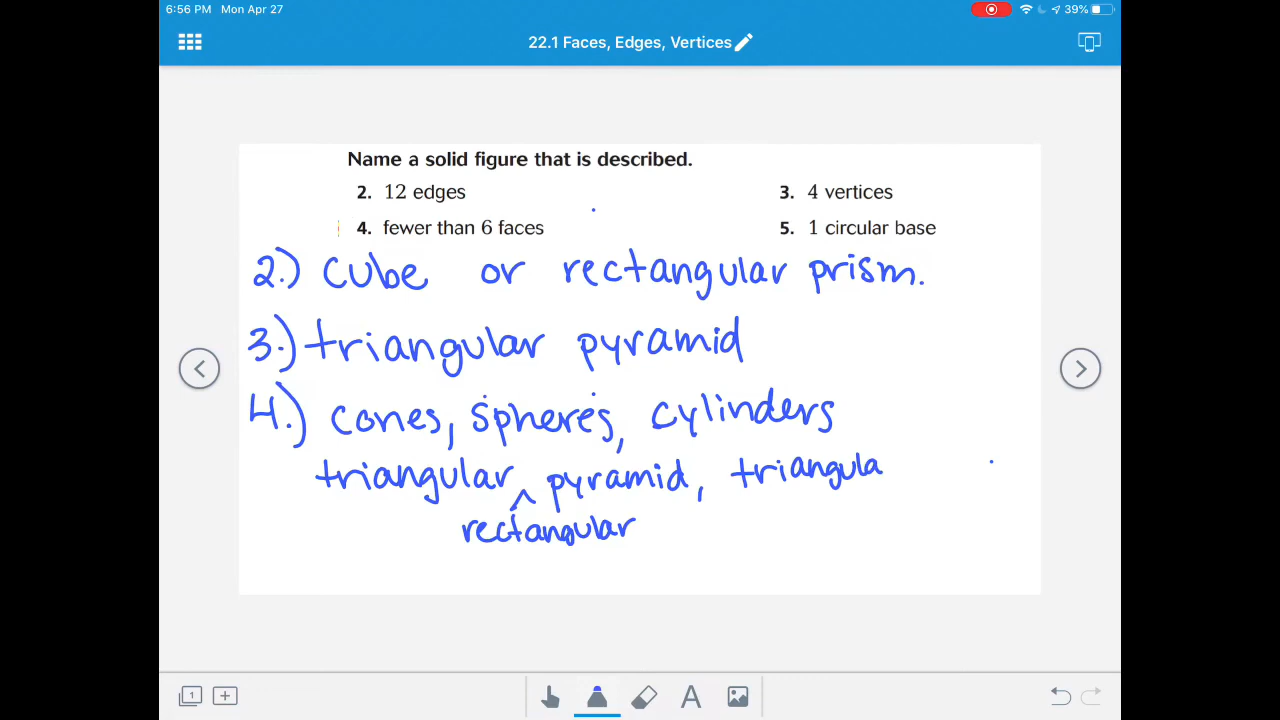 6:56 PM Mon Apr 27 39%
22.1 Faces, Edges, Vertices
Name a solid figure that is described.
2. 12 edges 3. 4 vertices
4. fewer than 6 faces 5. 1 circular base
2.) cube or rectangular prism.
3.) triangular pyramid
4.) cones, spheres, cylinders
triangular ^ pyramid, triangula
rectangular
1
A